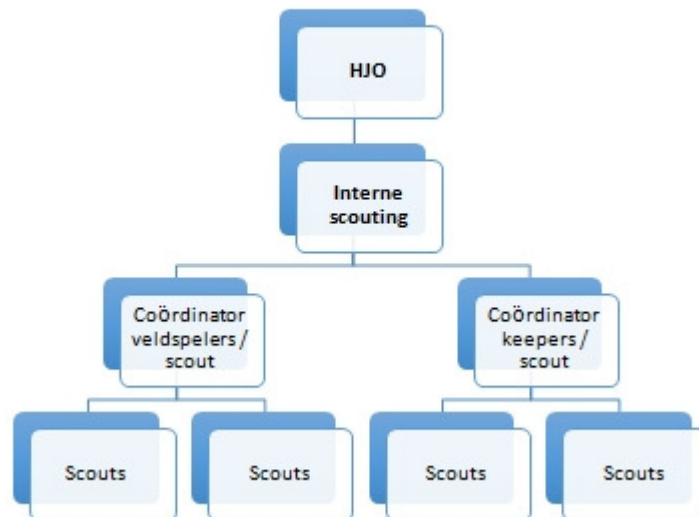 HJO
Interne
scouting
Coördinator
veldspelers /
scout
Coördinator
keepers /
scout
Scouts
Scouts
Scouts
Scouts